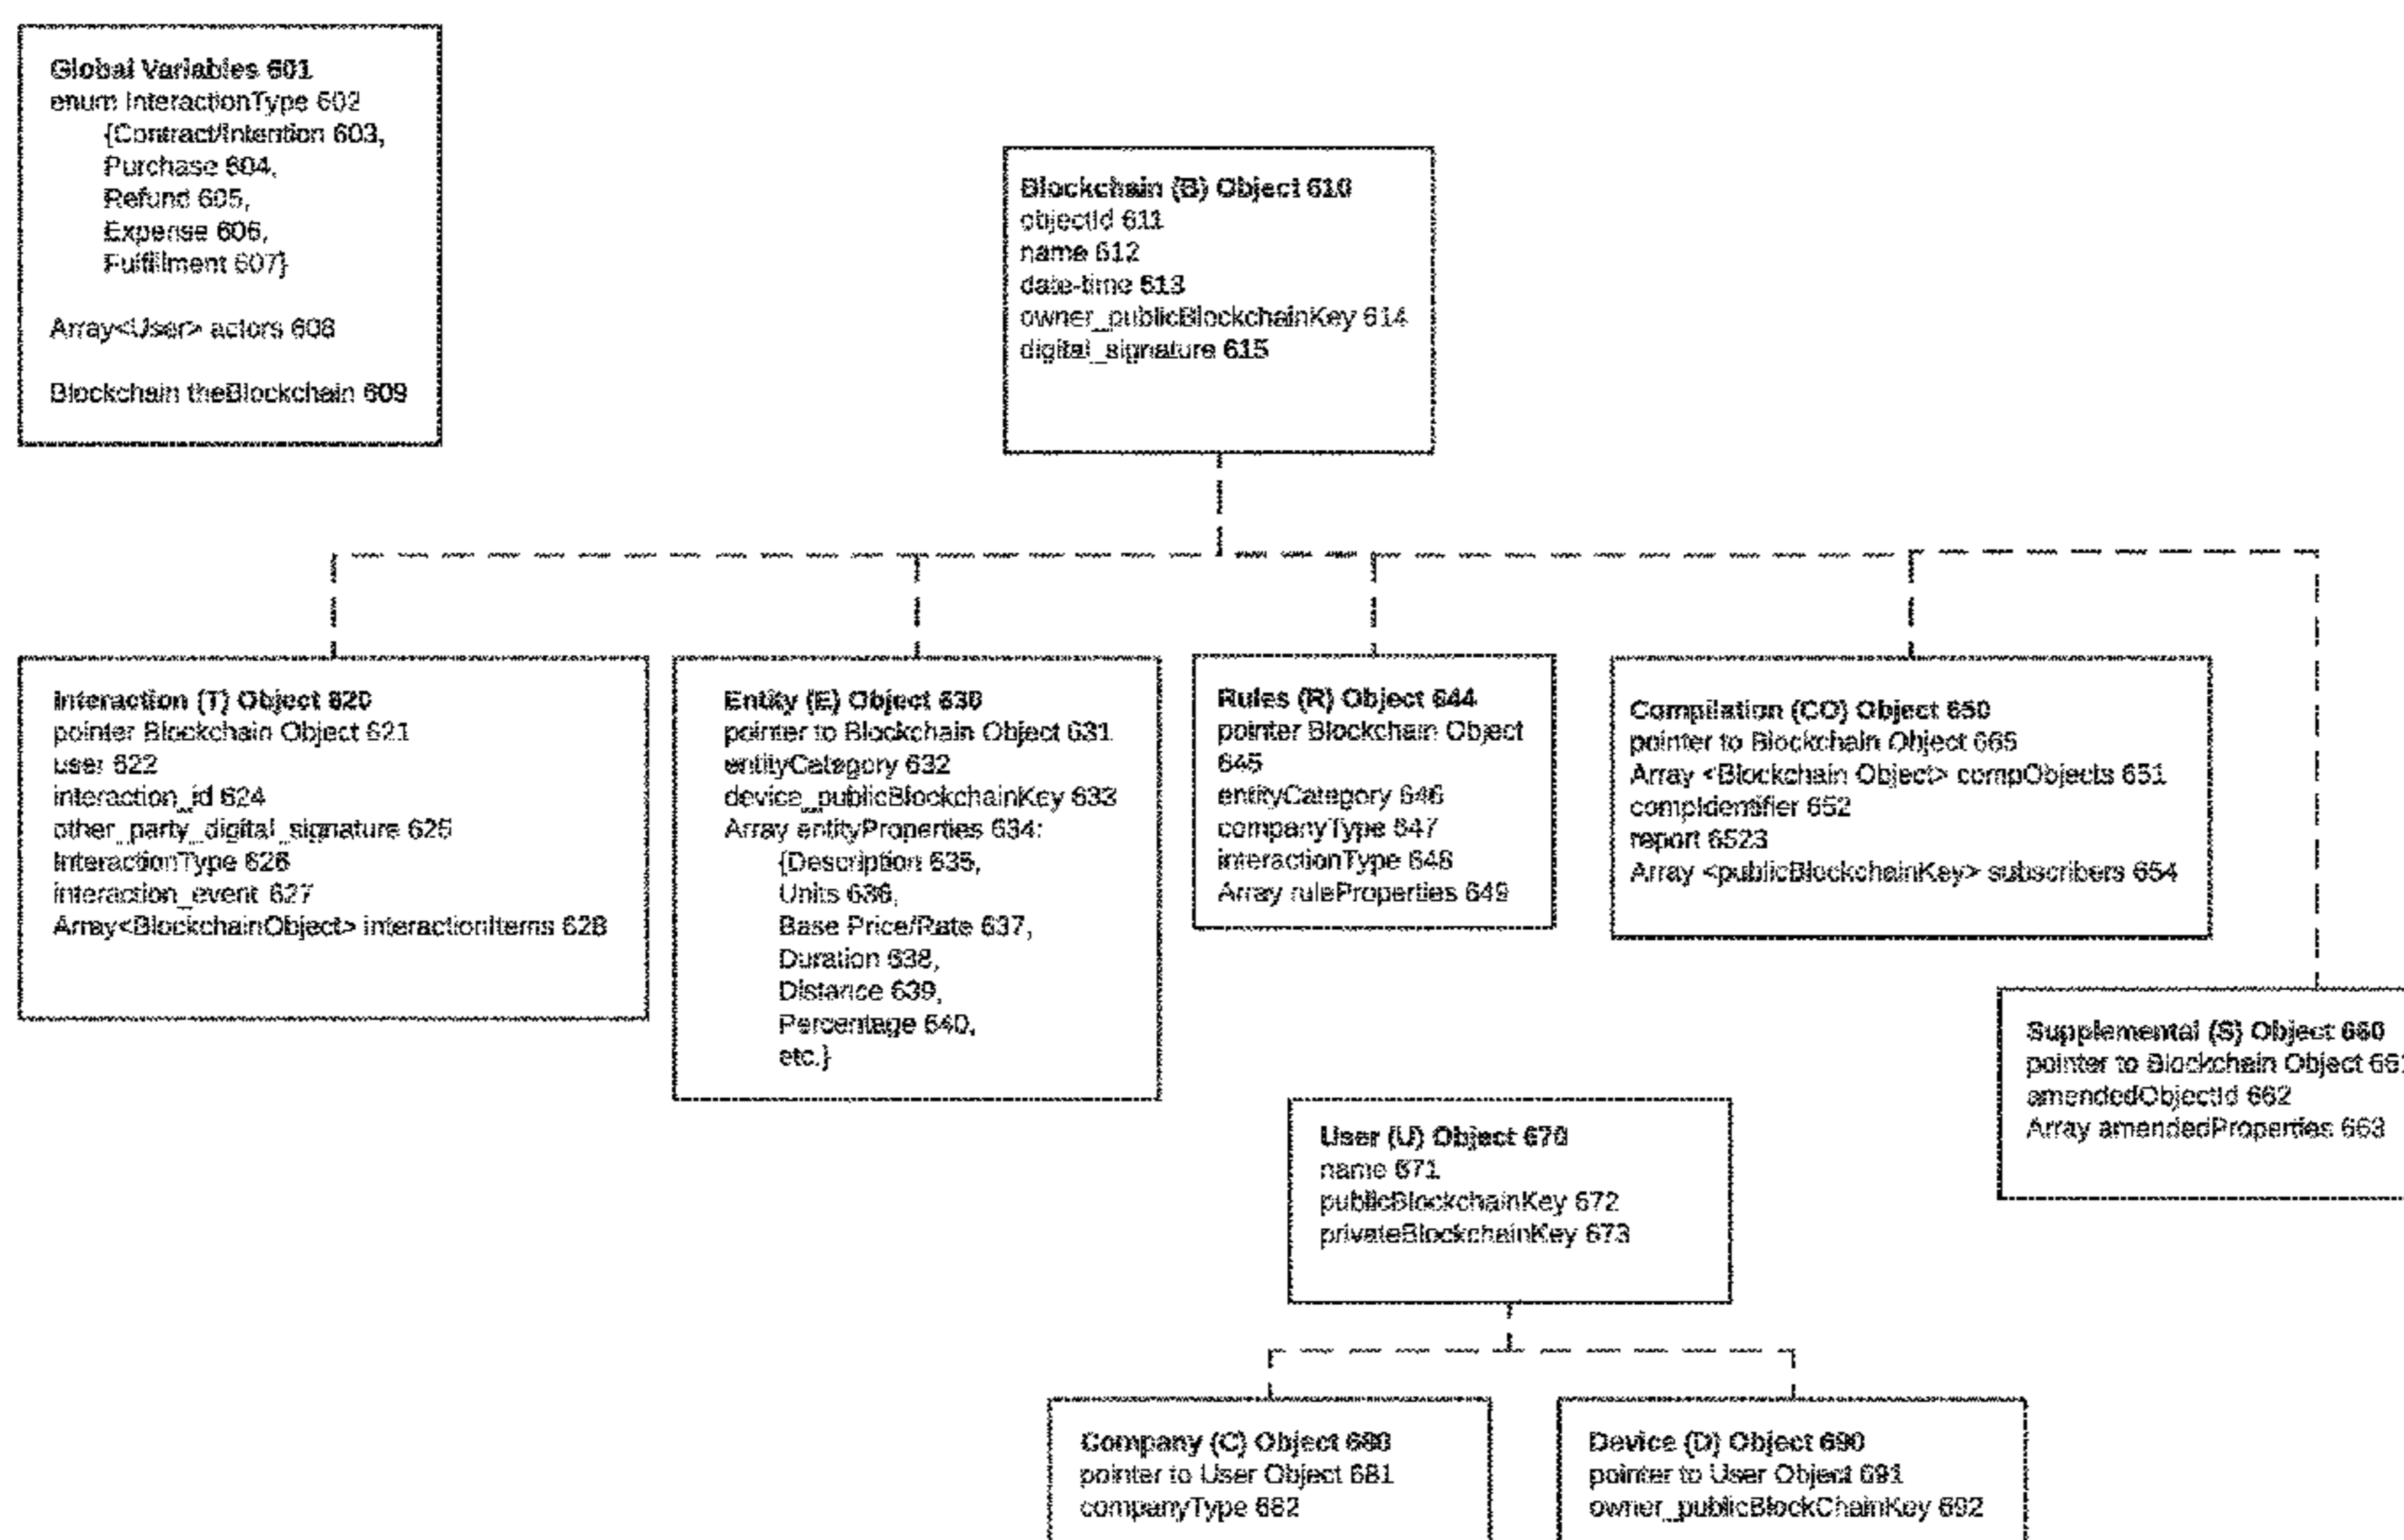 Global Variables 601
enum InteractionType 602
{Contract/Intention 603,
Purchase 604,
Refund 605,
Expense 606,
Fulfillment 607}
Array<User> actors 608
Blockchain theBlockchain 609
Blockchain (B) Object 610
objectId 611
name 612
date-time 613
owner_publicBlockchainKey 614
digital_signature 615
Interaction (T) Object 620
pointer Blockchain Object 621
user 622
interaction_id 624
other_party_digital_signature 625
InteractionType 626
interaction_event 627
Array<BlockchainObject> interactionItems 628
Entity (E) Object 630
pointer to Blockchain Object 631
entityCategory 632
device_publicBlockchainKey 633
Array entityProperties 634:
{Description 635,
Units 636,
Base Price/Rate 637,
Duration 638,
Distance 639,
Percentage 640,
etc.}
Rules (R) Object 644
pointer Blockchain Object
645
entityCategory 646
companyType 647
interactionType 648
Array ruleProperties 649
Compilation (CO) Object 650
pointer to Blockchain Object 665
Array <Blockchain Object> compObjects 651
compIdentifier 652
report 6523
Array <publicBlockchainKey> subscribers 654
Supplemental (S) Object 660
pointer to Blockchain Object 661
amendedObjectId 662
Array amendedProperties 663
User (U) Object 670
name 671
publicBlockchainKey 672
privateBlockchainKey 673
Company (C) Object 680
pointer to User Object 681
companyType 682
Device (D) Object 690
pointer to User Object 691
owner_publicBlockChainKey 692